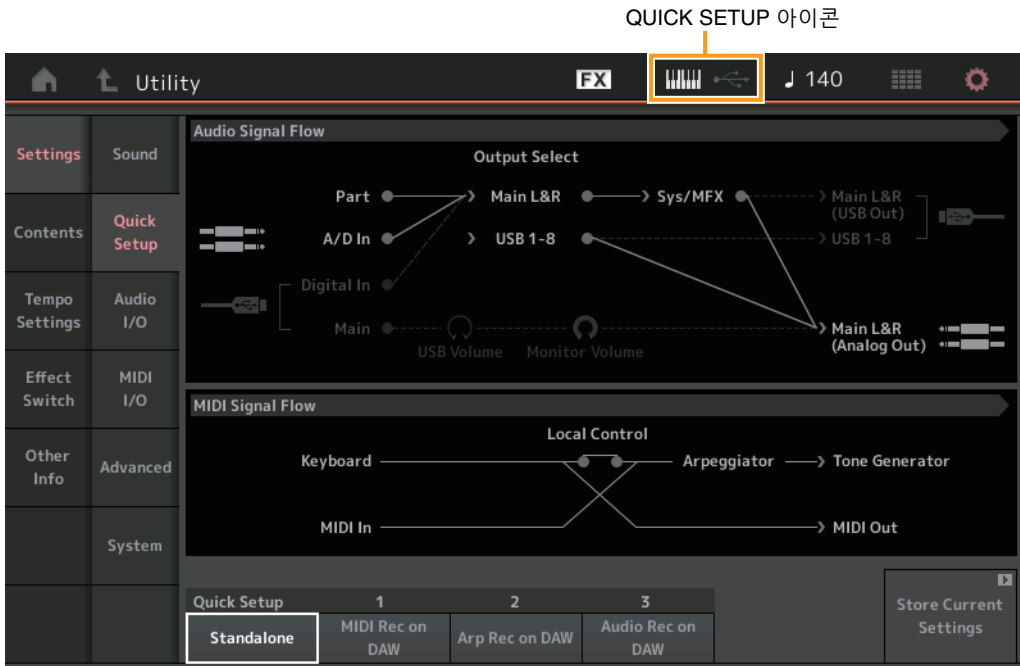 QUICK SETUP 아이콘
Utility
FX
♩ 140
Settings
Sound
Contents
Quick
Setup
Tempo
Settings
Audio
I/O
Effect
Switch
MIDI
I/O
Other
Info
Advanced
System
Audio Signal Flow
Output Select
Part
Main L&R
Sys/MFX
Main L&R
(USB Out)
A/D In
USB 1-8
USB 1-8
Digital In
Main
USB Volume
Monitor Volume
Main L&R
(Analog Out)
MIDI Signal Flow
Local Control
Keyboard
Arpeggiator
Tone Generator
MIDI In
MIDI Out
Quick Setup
1
2
3
Standalone
MIDI Rec on
DAW
Arp Rec on DAW
Audio Rec on
DAW
Store Current
Settings